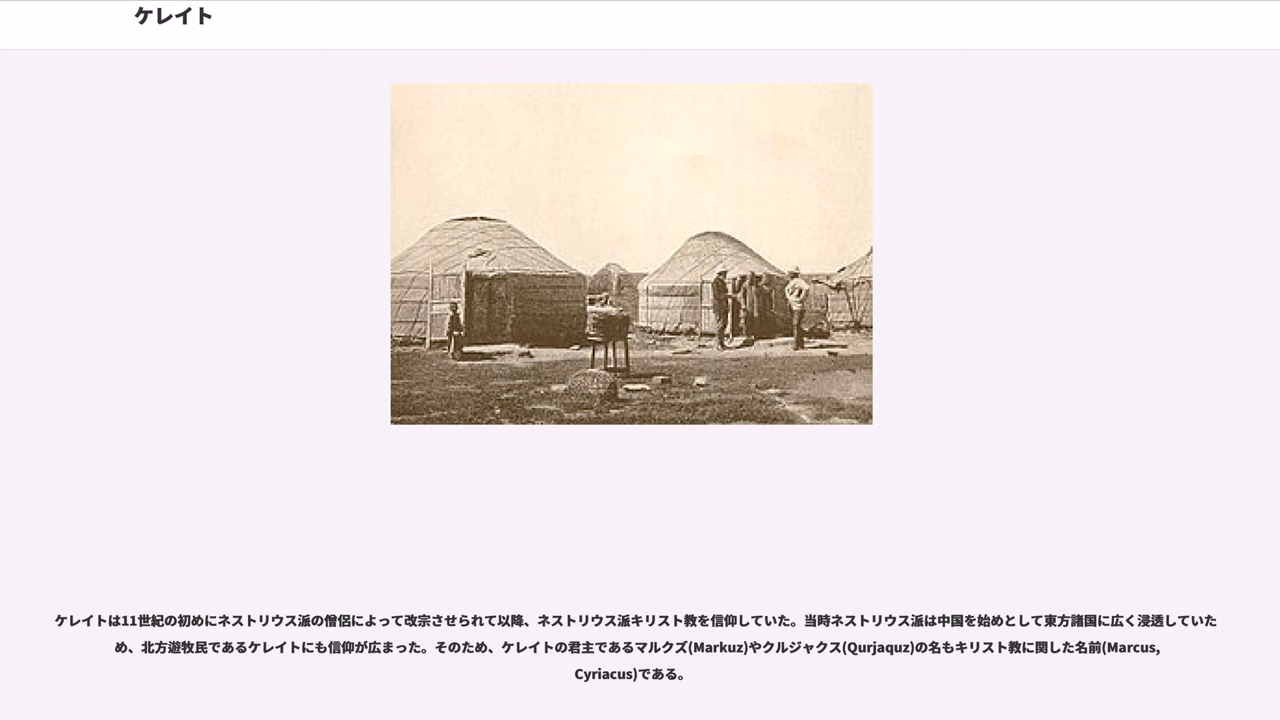 ケレイト
ケレイトは11世紀の初めにネストリウス派の僧侶によって改宗させられて以降、ネストリウス派キリスト教を信仰していた。当時ネストリウス派は中国を始めとして東方諸国に広く浸透していた
め、北方遊牧民であるケレイトにも信仰が広まった。そのため、ケレイトの君主であるマルクズ(Markuz)やクルジャクス(Qurjaquz)の名もキリスト教に関した名前(Marcus,
Cyriacus)である。